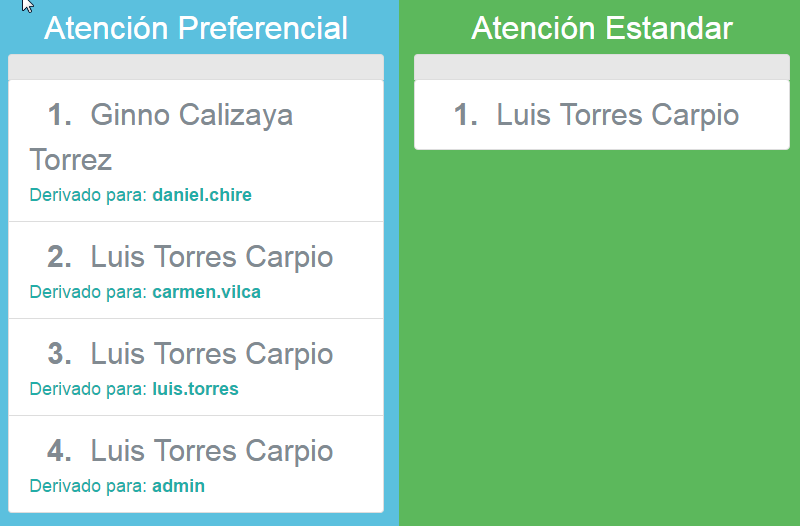 Atención Preferencial
1. Ginno Calizaya
Torrez
Derivado para: daniel.chire
2. Luis Torres Carpio
Derivado para: carmen.vilca
3. Luis Torres Carpio
Derivado para: luis.torres
4. Luis Torres Carpio
Derivado para: admin
Atención Estandar
1. Luis Torres Carpio